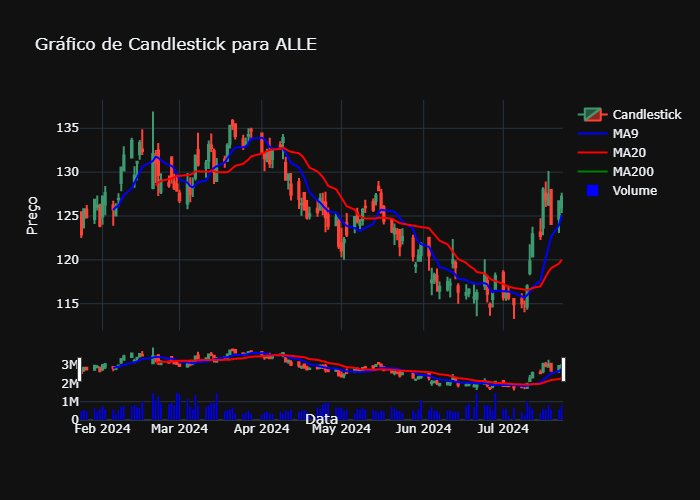 Gráfico de Candlestick para ALLE
Candlestick
MA9
MA20
MA200
Volume
Preço
135
130
125
120
115
3M
2M
1M
0
Feb 2024 Mar 2024 Apr 2024 May 2024 Jun 2024 Jul 2024
Data